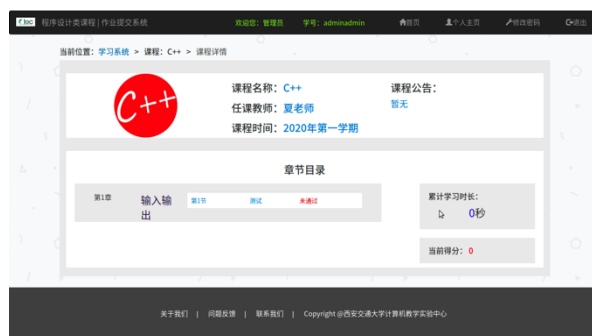 程序设计类课程 | 作业提交系统 欢迎您：管理员 学号：adminadmin 首页 个人主页 修改密码 退出
当前位置：学习系统 > 课程：C++ > 课程详情
C++
课程名称：C++
任课教师：夏老师
课程时间：2020年第一学期
课程公告：
暂无
章节目录
第1章 输入输出 第1节 测试 未通过
累计学习时长：
0秒
当前得分：0
关于我们 | 问题反馈 | 联系我们 | Copyright @西安交通大学计算机教学实验中心